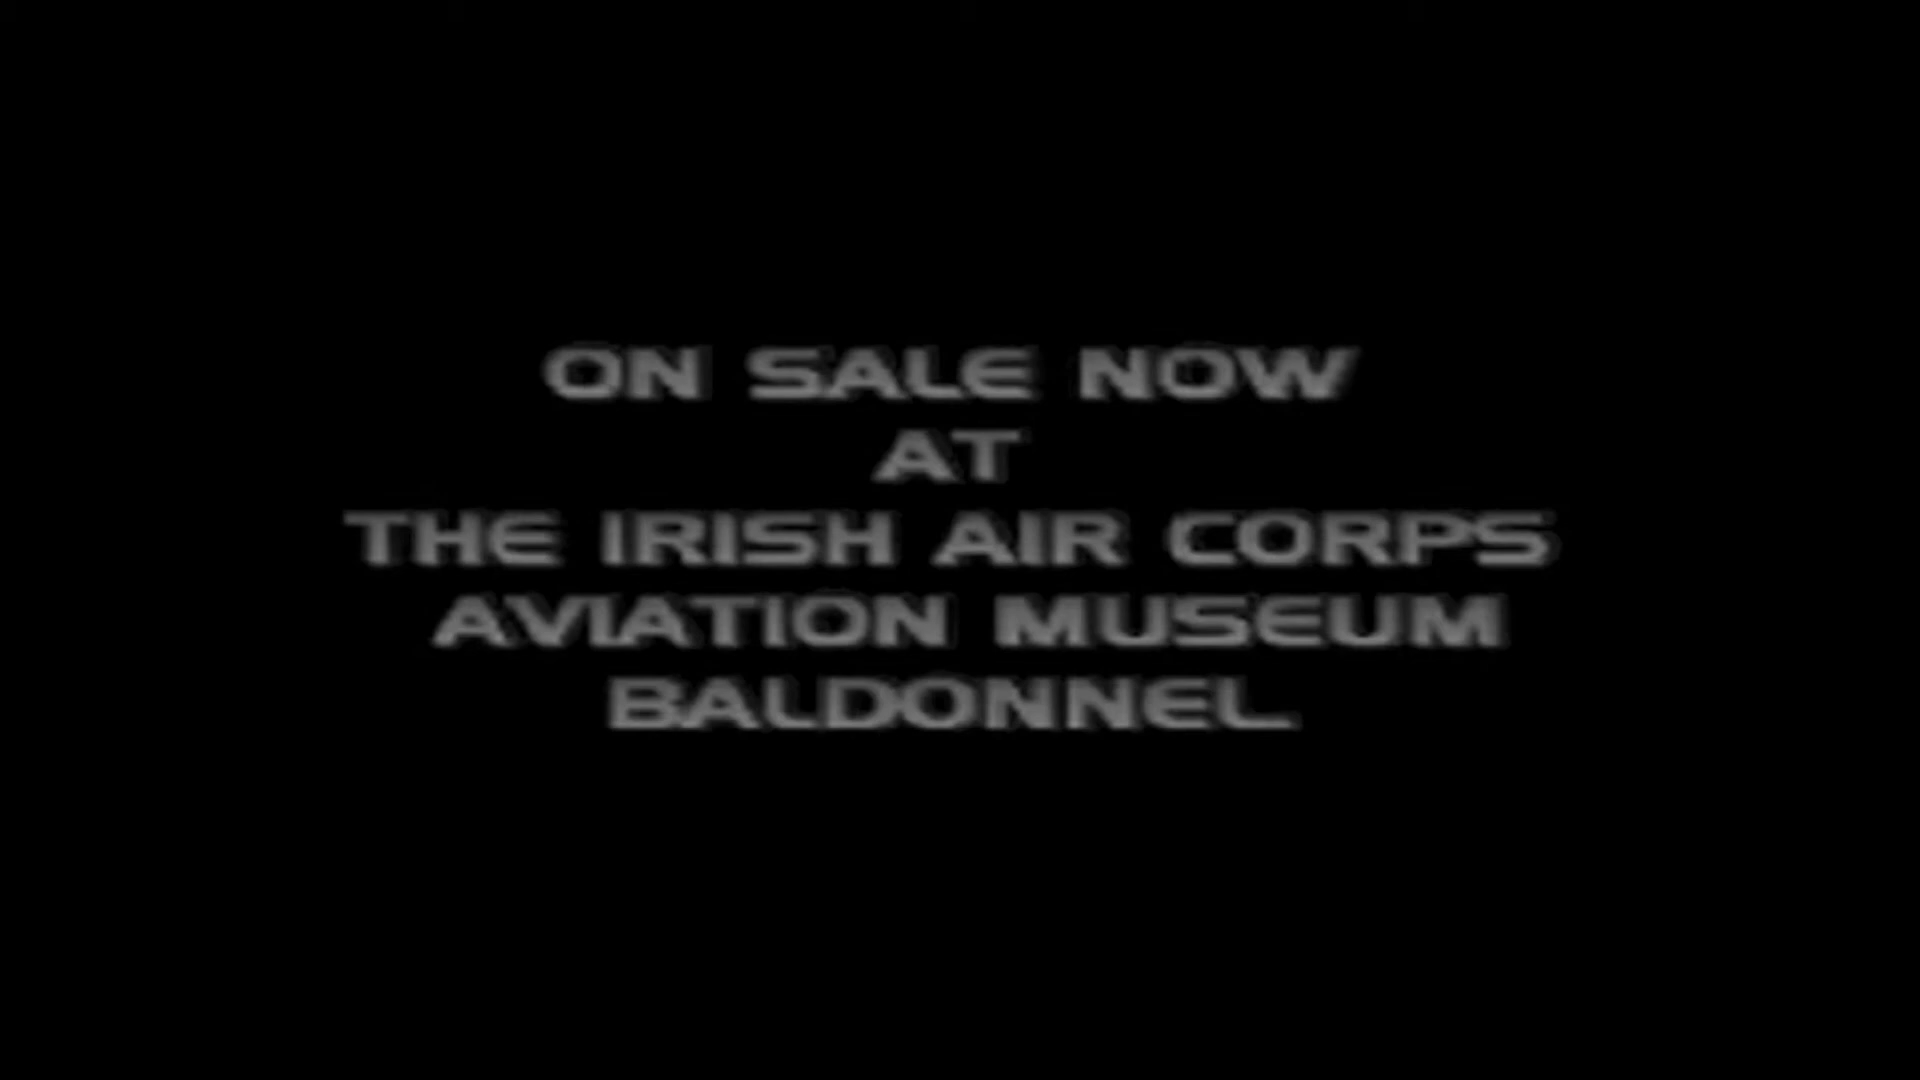 ON SALE NOW
AT
THE IRISH AIR CORPS
AVIATION MUSEUM
BALDONNEL.